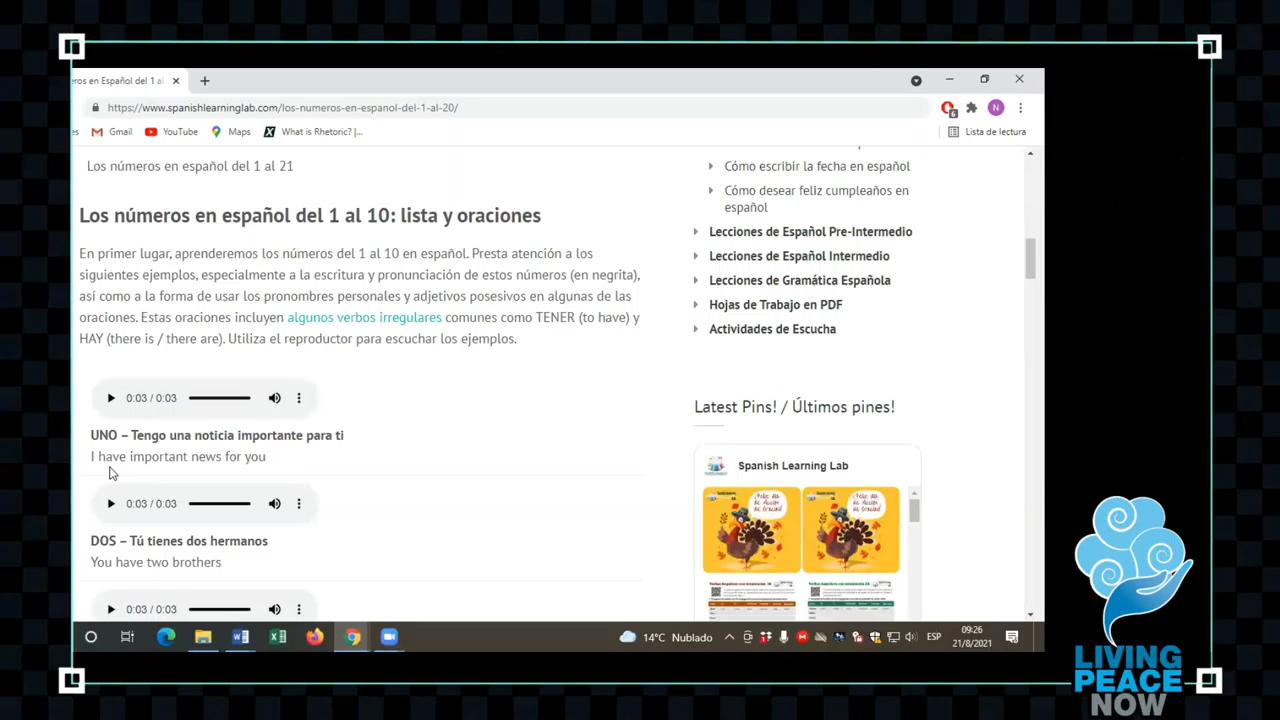 eros en Español del 1 al
https://www.spanishlearninglab.com/los-numeros-en-espanol-del-1-al-20/
N
es
Gmail
YouTube
Maps
What is Rhetoric? |...
Lista de lectura
Los números en español del 1 al 21
Los números en español del 1 al 10: lista y oraciones
En primer lugar, aprenderemos los números del 1 al 10 en español. Presta atención a los
siguientes ejemplos, especialmente a la escritura y pronunciación de estos números (en negrita),
así como a la forma de usar los pronombres personales y adjetivos posesivos en algunas de las
oraciones. Estas oraciones incluyen algunos verbos irregulares comunes como TENER (to have) y
HAY (there is / there are). Utiliza el reproductor para escuchar los ejemplos.
0:03 / 0:03
UNO – Tengo una noticia importante para ti
I have important news for you
0:03 / 0:03
DOS – Tú tienes dos hermanos
You have two brothers
0:03 / 0:03
Cómo escribir la fecha en español
Cómo desear feliz cumpleaños en
español
Lecciones de Español Pre-Intermedio
Lecciones de Español Intermedio
Lecciones de Gramática Española
Hojas de Trabajo en PDF
Actividades de Escucha
Latest Pins! / Últimos pines!
Spanish Learning Lab
14°C Nublado
ESP
09:26
21/8/2021
LIVING
PEACE
NOW